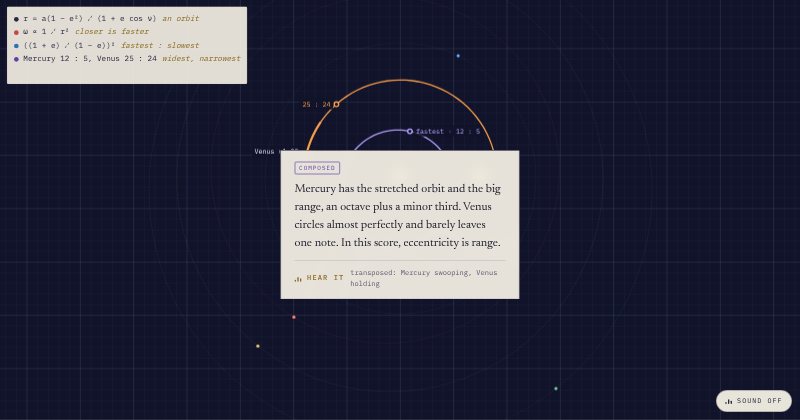 r = a(1 − e²) ∕ (1 + e cos ν) an orbit
ω ∝ 1 ∕ r² closer is faster
((1 + e) ∕ (1 − e))² fastest : slowest
Mercury 12 : 5, Venus 25 : 24 widest, narrowest
25 : 24
fastest · 12 : 5
Venus
COMPOSED
Mercury has the stretched orbit and the big
range, an octave plus a minor third. Venus
circles almost perfectly and barely leaves
one note. In this score, eccentricity is range.
HEAR IT transposed: Mercury swooping, Venus
holding
SOUND OFF